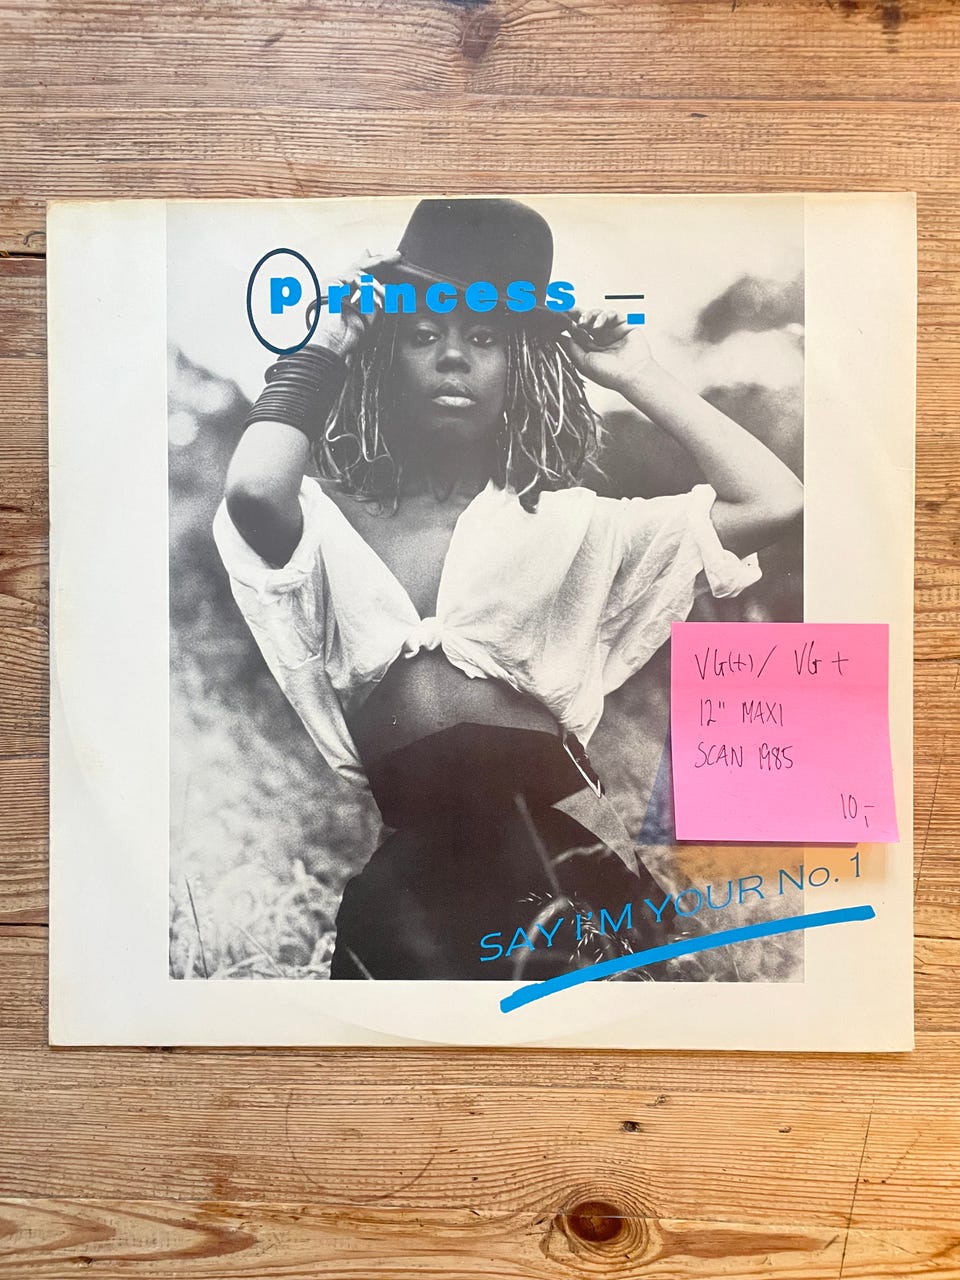 princess
VG(+) / VG+
12" MAXI
SCAN 1985
10,-
SAY I'M YOUR No. 1